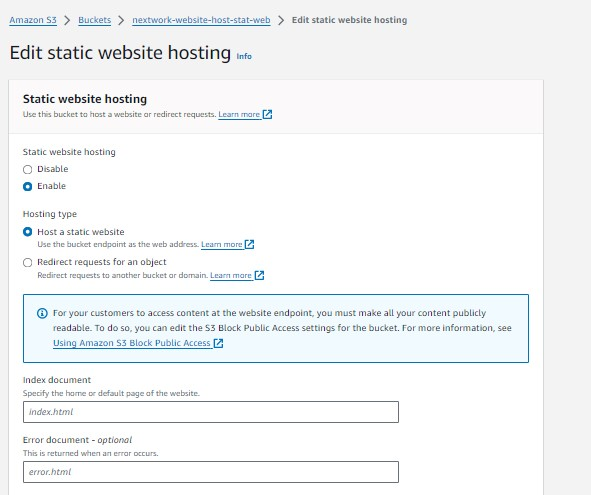 Amazon S3 > Buckets > nextwork-website-host-stat-web > Edit static website hosting
Edit static website hosting Info
Static website hosting
Use this bucket to host a website or redirect requests. Learn more
Static website hosting
Disable
Enable
Hosting type
Host a static website
Use the bucket endpoint as the web address. Learn more
Redirect requests for an object
Redirect requests to another bucket or domain. Learn more
For your customers to access content at the website endpoint, you must make all your content publicly
readable. To do so, you can edit the S3 Block Public Access settings for the bucket. For more information, see
Using Amazon S3 Block Public Access
Index document
Specify the home or default page of the website.
index.html
Error document - optional
This is returned when an error occurs.
error.html